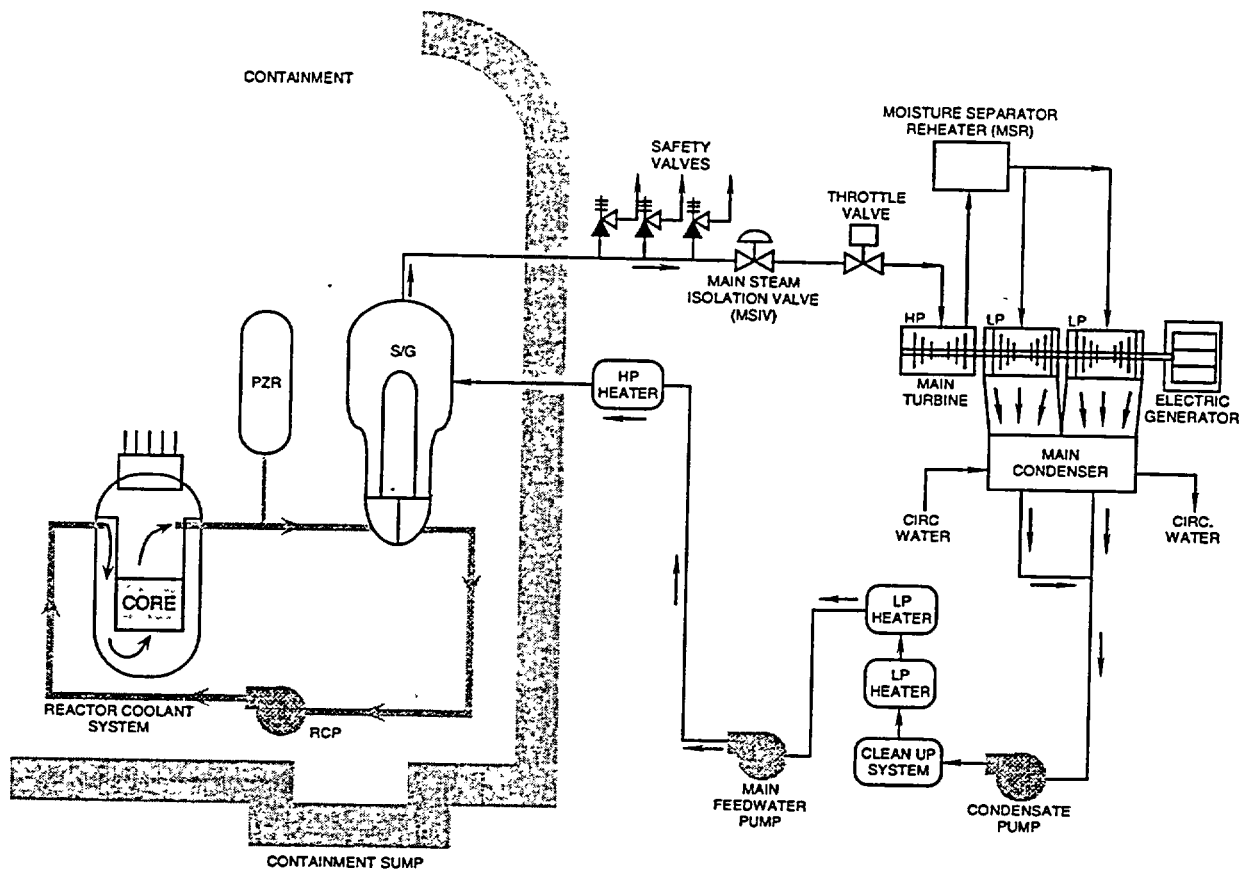 CONTAINMENT
MOISTURE SEPARATOR
REHEATER (MSR)
SAFETY
VALVES
THROTTLE
VALVE
MAIN STEAM
ISOLATION VALVE
(MSIV)
HP
LP
LP
S/G
PZR
HP
HEATER
MAIN
TURBINE
ELECTRIC
GENERATOR
MAIN
CONDENSER
CIRC.
WATER
CIRC.
WATER
CORE
LP
HEATER
LP
HEATER
REACTOR COOLANT
SYSTEM
RCP
CLEAN UP
SYSTEM
MAIN
FEEDWATER
PUMP
CONDENSATE
PUMP
CONTAINMENT SUMP